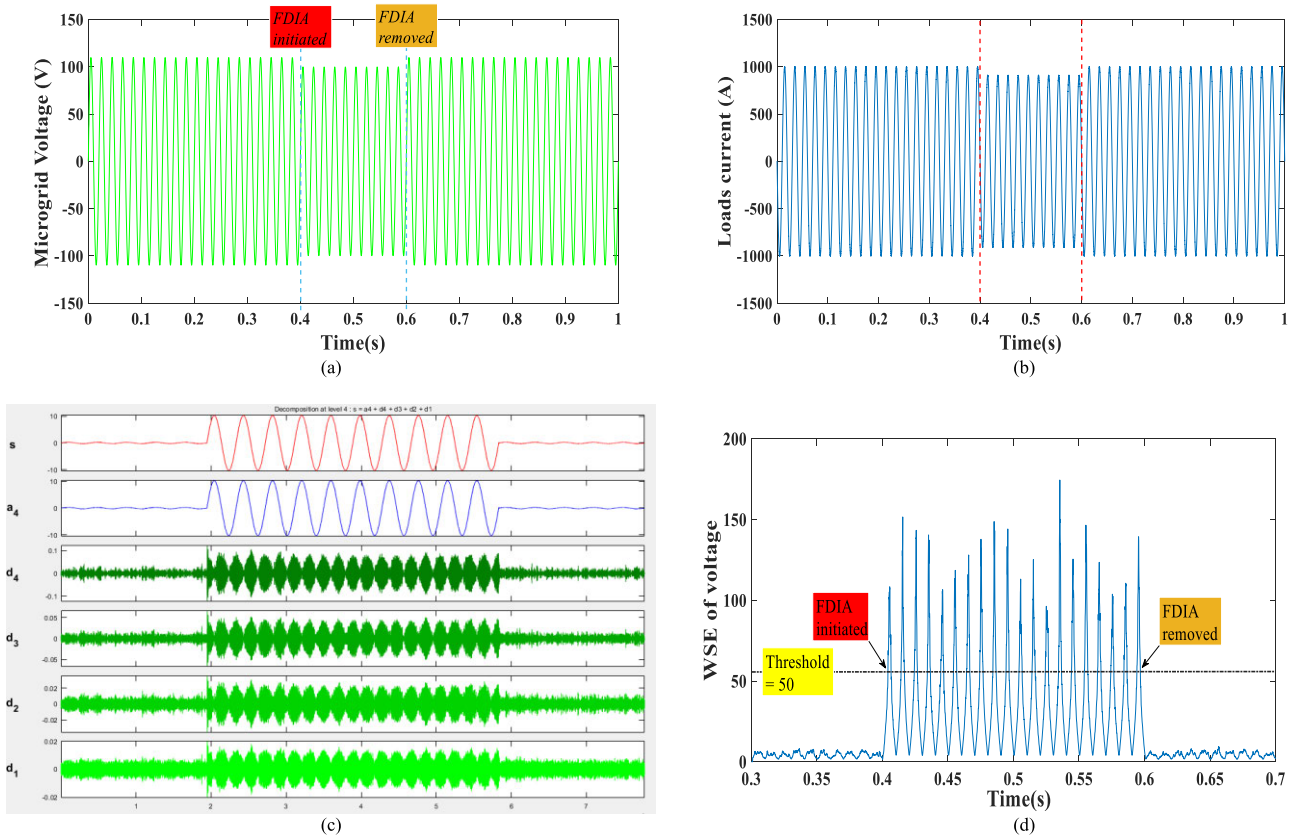 FDIA
initiated
FDIA
removed
Microgrid Voltage (V)
150
100
50
0
-50
-100
-150
0 0.1 0.2 0.3 0.4 0.5 0.6 0.7 0.8 0.9 1
Time(s)
(a)
Loads current (A)
1500
1000
500
0
-500
-1000
-1500
0 0.1 0.2 0.3 0.4 0.5 0.6 0.7 0.8 0.9 1
Time(s)
(b)
Decomposition at level 4 : s = a4 + d4 + d3 + d2 + d1
s
10
0
-10
a4
10
0
-10
d4
0.1
0
-0.1
d3
0.05
0
-0.05
d2
0.02
0
-0.02
d1
0.02
0
-0.02
1 2 3 4 5 6 7
(c)
WSE of voltage
200
150
100
50
0
FDIA
initiated
Threshold
= 50
FDIA
removed
0.3 0.35 0.4 0.45 0.5 0.55 0.6 0.65 0.7
Time(s)
(d)